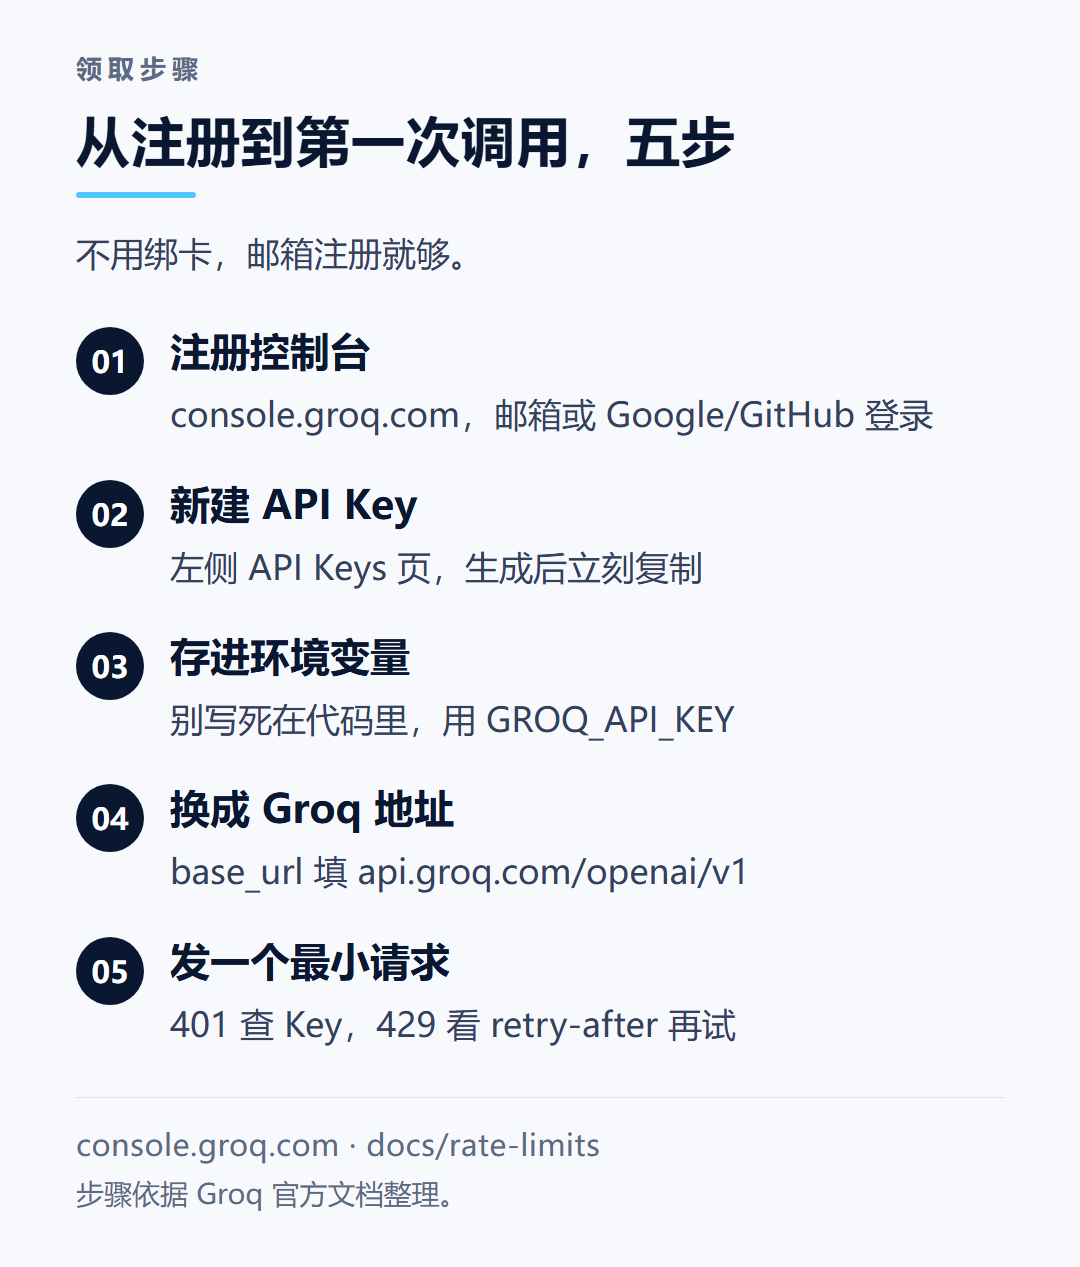 领取步骤
从注册到第一次调用，五步
不用绑卡，邮箱注册就够。
01
注册控制台
console.groq.com，邮箱或 Google/GitHub 登录
02
新建 API Key
左侧 API Keys 页，生成后立刻复制
03
存进环境变量
别写死在代码里，用 GROQ_API_KEY
04
换成 Groq 地址
base_url 填 api.groq.com/openai/v1
05
发一个最小请求
401 查 Key，429 看 retry-after 再试
console.groq.com · docs/rate-limits
步骤依据 Groq 官方文档整理。